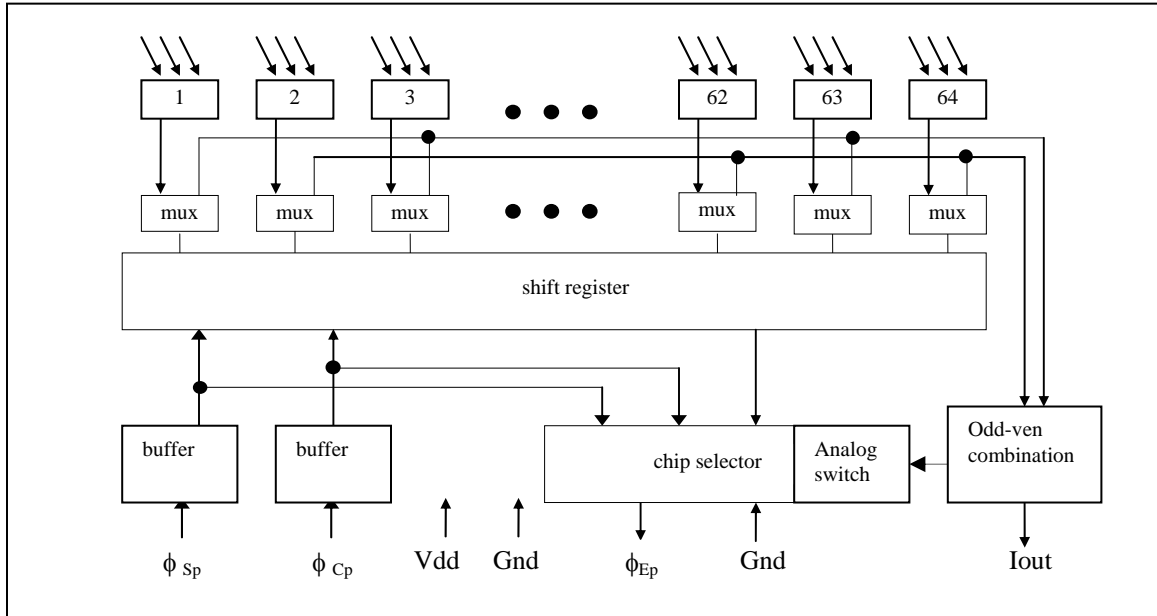 1 2 3 62 63 64
mux mux mux mux mux mux
shift register
buffer
buffer
chip selector
Analog
switch
Odd-ven
combination
ϕ Sp
ϕ Cp
Vdd
Gnd
ϕEp
Gnd
Iout